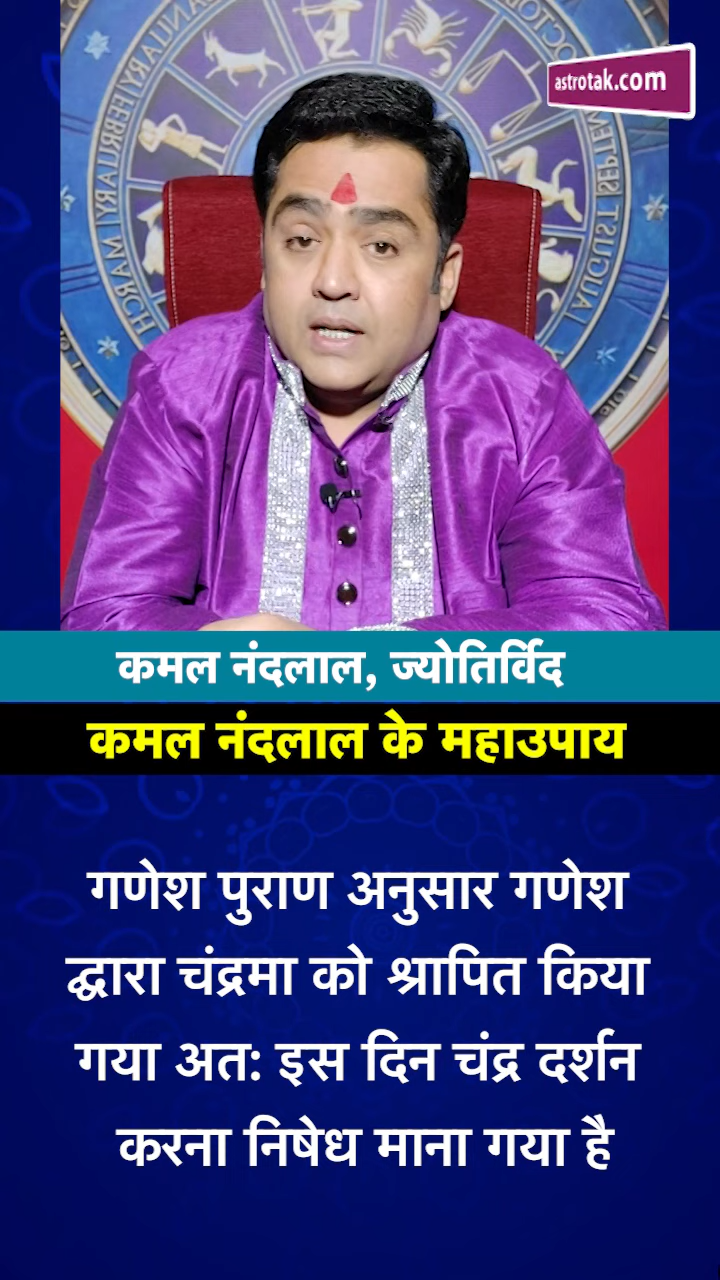 astrotak.com
कमल नंदलाल, ज्योतिर्विद
कमल नंदलाल के महाउपाय
गणेश पुराण अनुसार गणेश
द्वारा चंद्रमा को श्रापित किया
गया अत: इस दिन चंद्र दर्शन
करना निषेध माना गया है